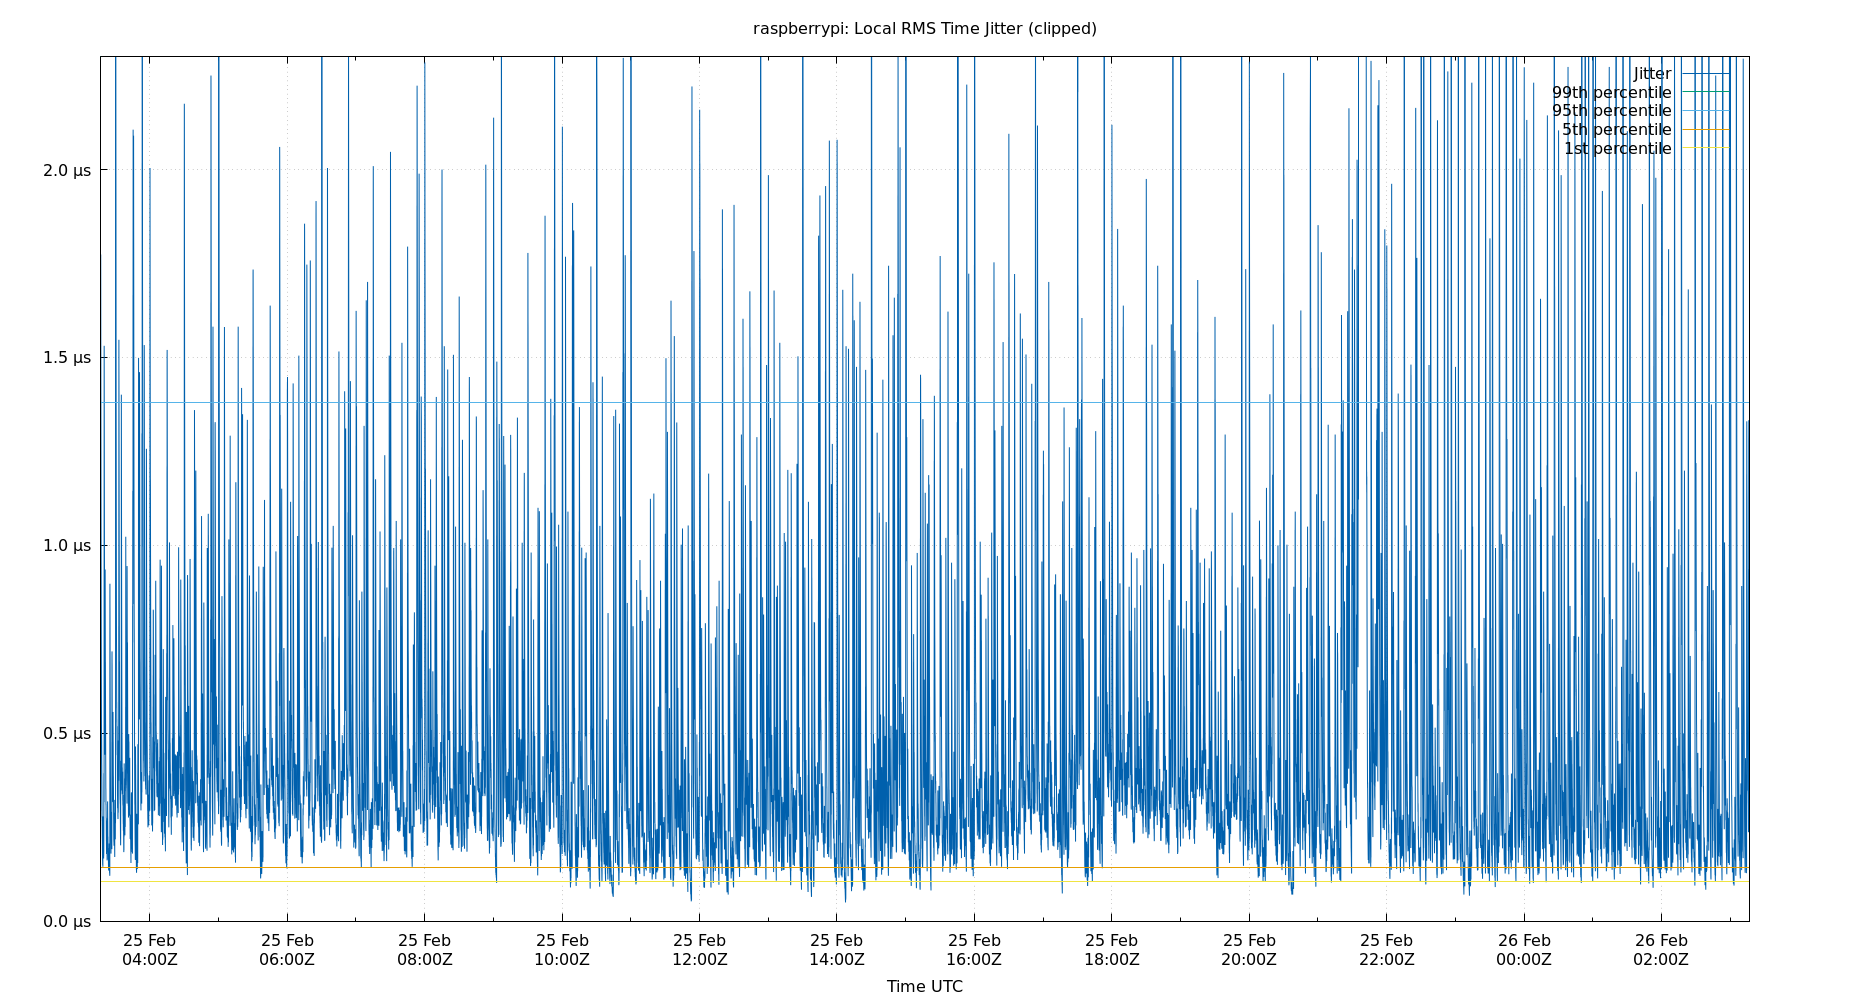 raspberrypi: Local RMS Time Jitter (clipped)
Jitter
99th percentile
95th percentile
5th percentile
1st percentile
2.0 µs
1.5 µs
1.0 µs
0.5 µs
0.0 µs
25 Feb 25 Feb 25 Feb 25 Feb 25 Feb 25 Feb 25 Feb 25 Feb 25 Feb 25 Feb 26 Feb 26 Feb
04:00Z 06:00Z 08:00Z 10:00Z 12:00Z 14:00Z 16:00Z 18:00Z 20:00Z 22:00Z 00:00Z 02:00Z
Time UTC